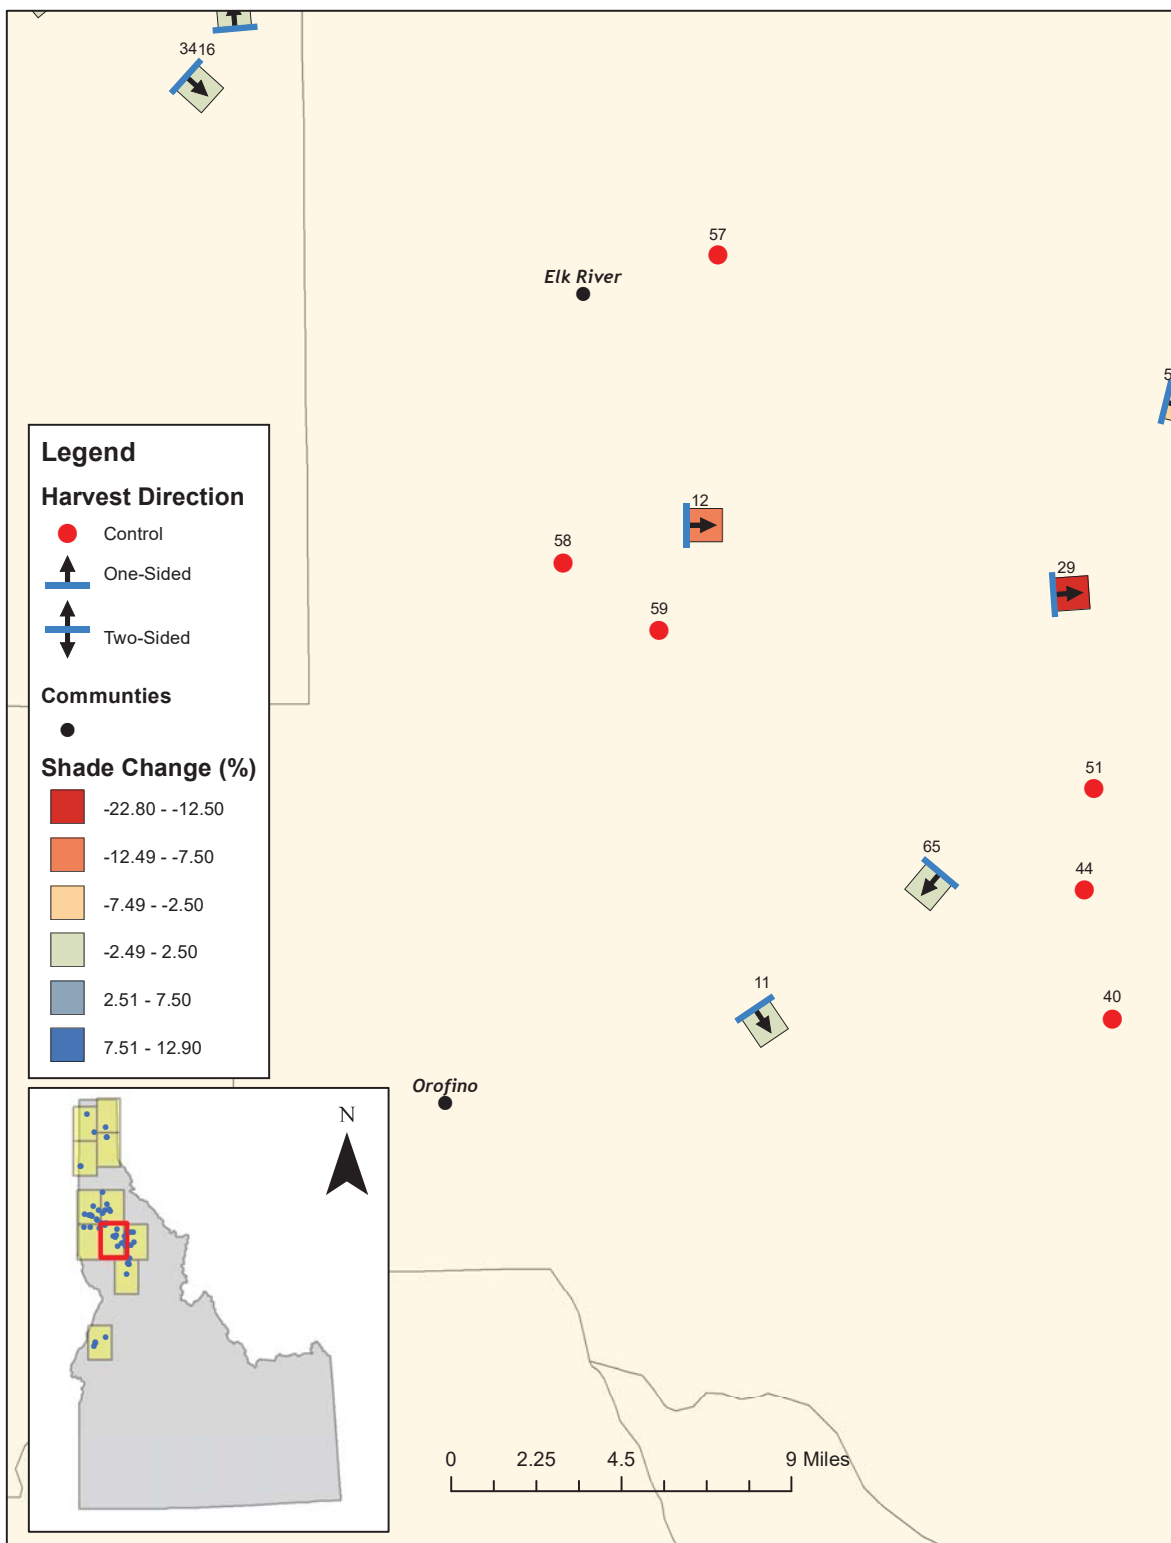 3416
57
Elk River
5
12
58
29
59
51
65
44
11
40
Orofino
Legend
Harvest Direction
Control
One-Sided
Two-Sided
Communties
Shade Change (%)
-22.80 - -12.50
-12.49 - -7.50
-7.49 - -2.50
-2.49 - 2.50
2.51 - 7.50
7.51 - 12.90
N
0 2.25 4.5 9 Miles